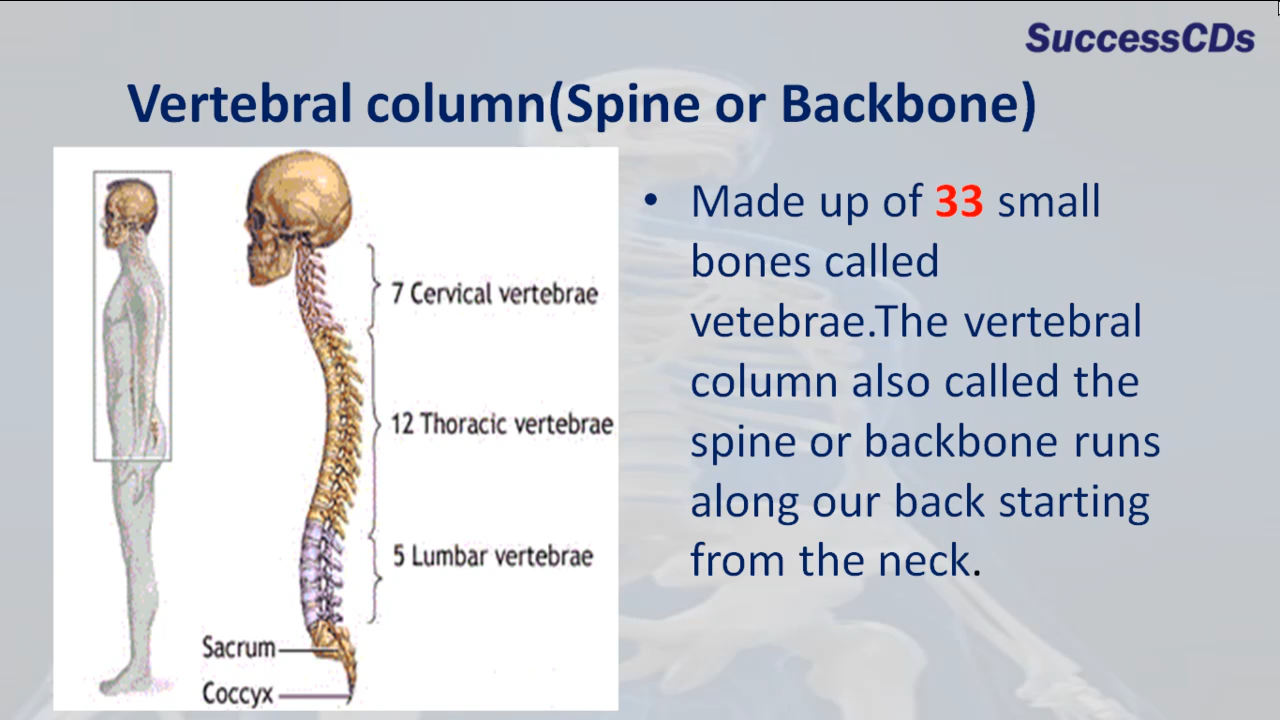 SuccessCDs
Vertebral column(Spine or Backbone)
7 Cervical vertebrae
12 Thoracic vertebrae
5 Lumbar vertebrae
Sacrum
Coccyx
• Made up of 33 small
bones called
vetebrae.The vertebral
column also called the
spine or backbone runs
along our back starting
from the neck.